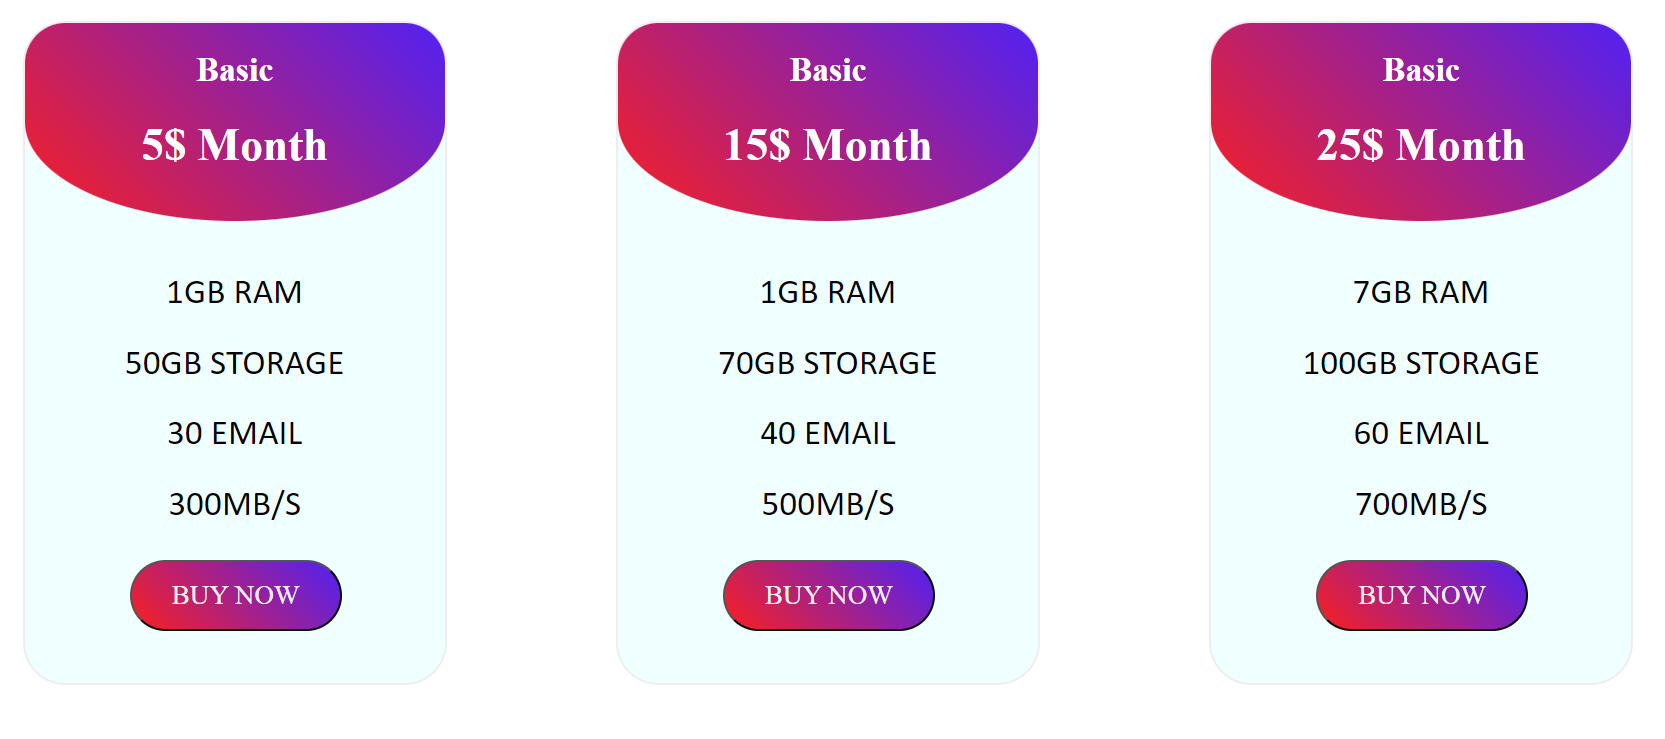 Basic
5$ Month
1GB RAM
50GB STORAGE
30 EMAIL
300MB/S
BUY NOW
Basic
15$ Month
1GB RAM
70GB STORAGE
40 EMAIL
500MB/S
BUY NOW
Basic
25$ Month
7GB RAM
100GB STORAGE
60 EMAIL
700MB/S
BUY NOW